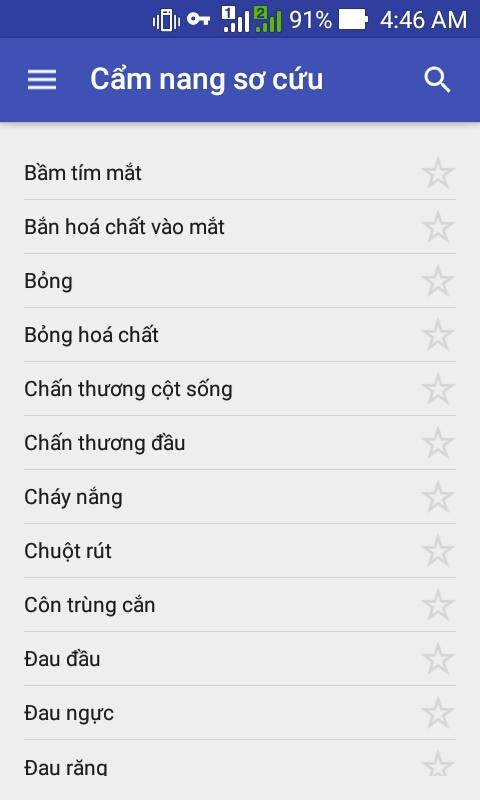 1 2 91% 4:46 AM
Cẩm nang sơ cứu
Bầm tím mắt
Bắn hoá chất vào mắt
Bỏng
Bỏng hoá chất
Chấn thương cột sống
Chấn thương đầu
Cháy nắng
Chuột rút
Côn trùng cắn
Đau đầu
Đau ngực
Đau răng